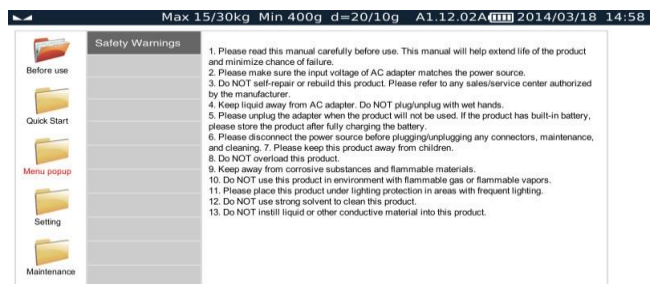 Max 15/30kg Min 400g d=20/10g A1.12.02A 2014/03/18 14:58
Before use
Quick Start
Menu popup
Setting
Maintenance
Safety Warnings
1. Please read this manual carefully before use. This manual will help extend life of the product
and minimize chance of failure.
2. Please make sure the input voltage of AC adapter matches the power source.
3. Do NOT self-repair or rebuild this product. Please refer to any sales/service center authorized
by the manufacturer.
4. Keep liquid away from AC adapter. Do NOT plug/unplug with wet hands.
5. Please unplug the adapter when the product will not be used. If the product has built-in battery,
please store the product after fully charging the battery.
6. Please disconnect the power source before plugging/unplugging any connectors, maintenance,
and cleaning. 7. Please keep this product away from children.
8. Do NOT overload this product.
9. Keep away from corrosive substances and flammable materials.
10. Do NOT use this product in environment with flammable gas or flammable vapors.
11. Please place this product under lighting protection in areas with frequent lighting.
12. Do NOT use strong solvent to clean this product.
13. Do NOT instill liquid or other conductive material into this product.